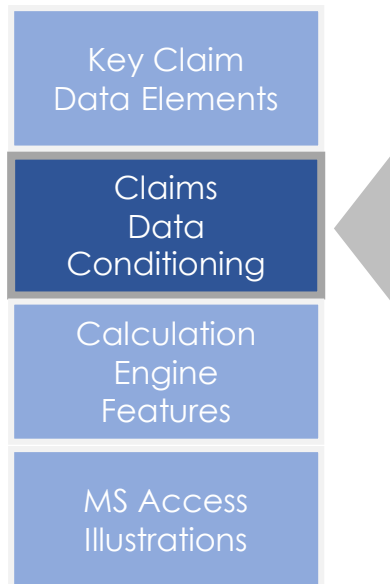 Key Claim
Data Elements
Claims
Data
Conditioning
Calculation
Engine
Features
MS Access
Illustrations